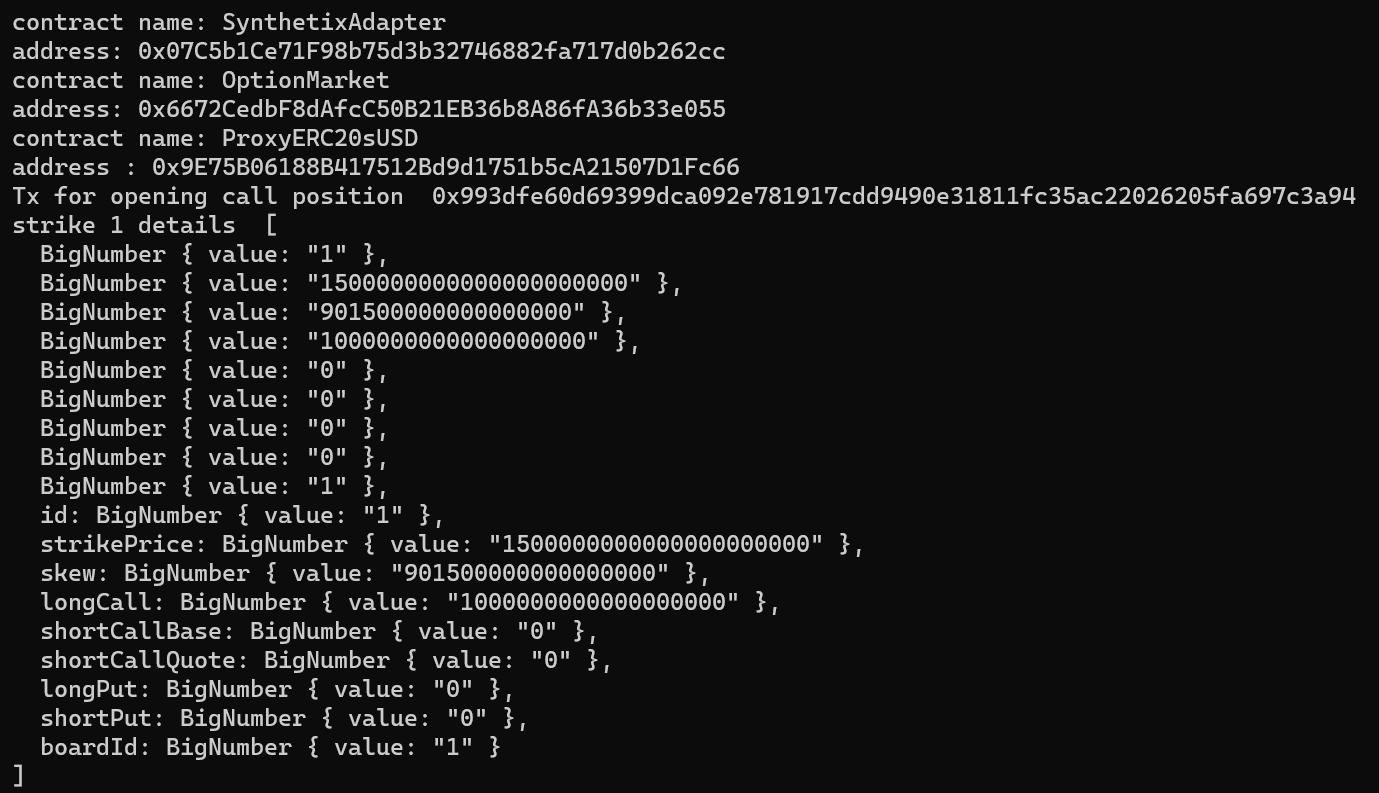 contract name: SynthetixAdapter
address: 0x07C5b1Ce71F98b75d3b32746882fa717d0b262cc
contract name: OptionMarket
address: 0x6672CedbF8dAfcC50B21EB36b8A86fA36b33e055
contract name: ProxyERC20sUSD
address : 0x9E75B06188B417512Bd9d1751b5cA21507D1Fc66
Tx for opening call position  0x993dfe60d69399dca092e781917cdd9490e31811fc35ac22026205fa697c3a94
strike 1 details  [
  BigNumber { value: "1" },
  BigNumber { value: "1500000000000000000000" },
  BigNumber { value: "901500000000000000" },
  BigNumber { value: "1000000000000000000" },
  BigNumber { value: "0" },
  BigNumber { value: "0" },
  BigNumber { value: "0" },
  BigNumber { value: "0" },
  BigNumber { value: "1" },
  id: BigNumber { value: "1" },
  strikePrice: BigNumber { value: "1500000000000000000000" },
  skew: BigNumber { value: "901500000000000000" },
  longCall: BigNumber { value: "1000000000000000000" },
  shortCallBase: BigNumber { value: "0" },
  shortCallQuote: BigNumber { value: "0" },
  longPut: BigNumber { value: "0" },
  shortPut: BigNumber { value: "0" },
  boardId: BigNumber { value: "1" }
]